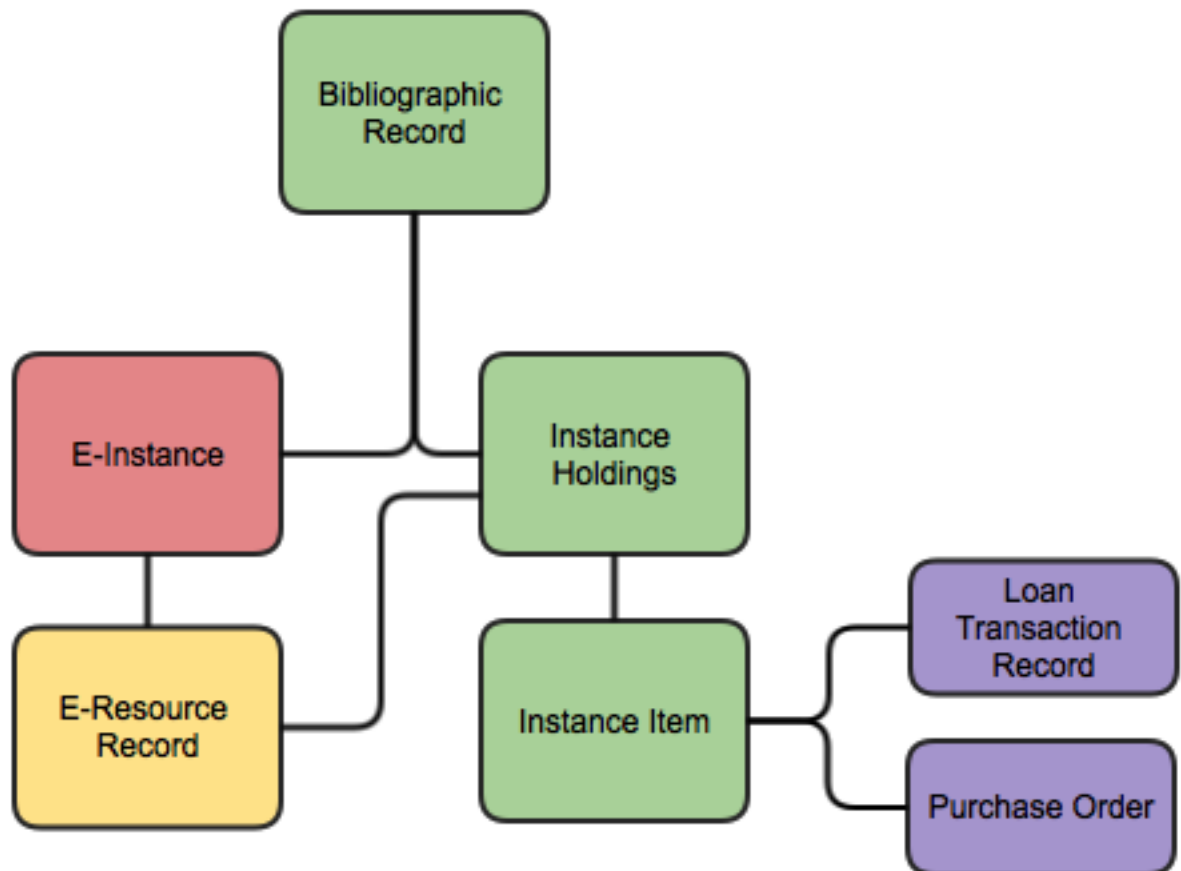 Bibliographic
Record
E-Instance
Instance
Holdings
E-Resource
Record
Instance Item
Loan
Transaction
Record
Purchase Order